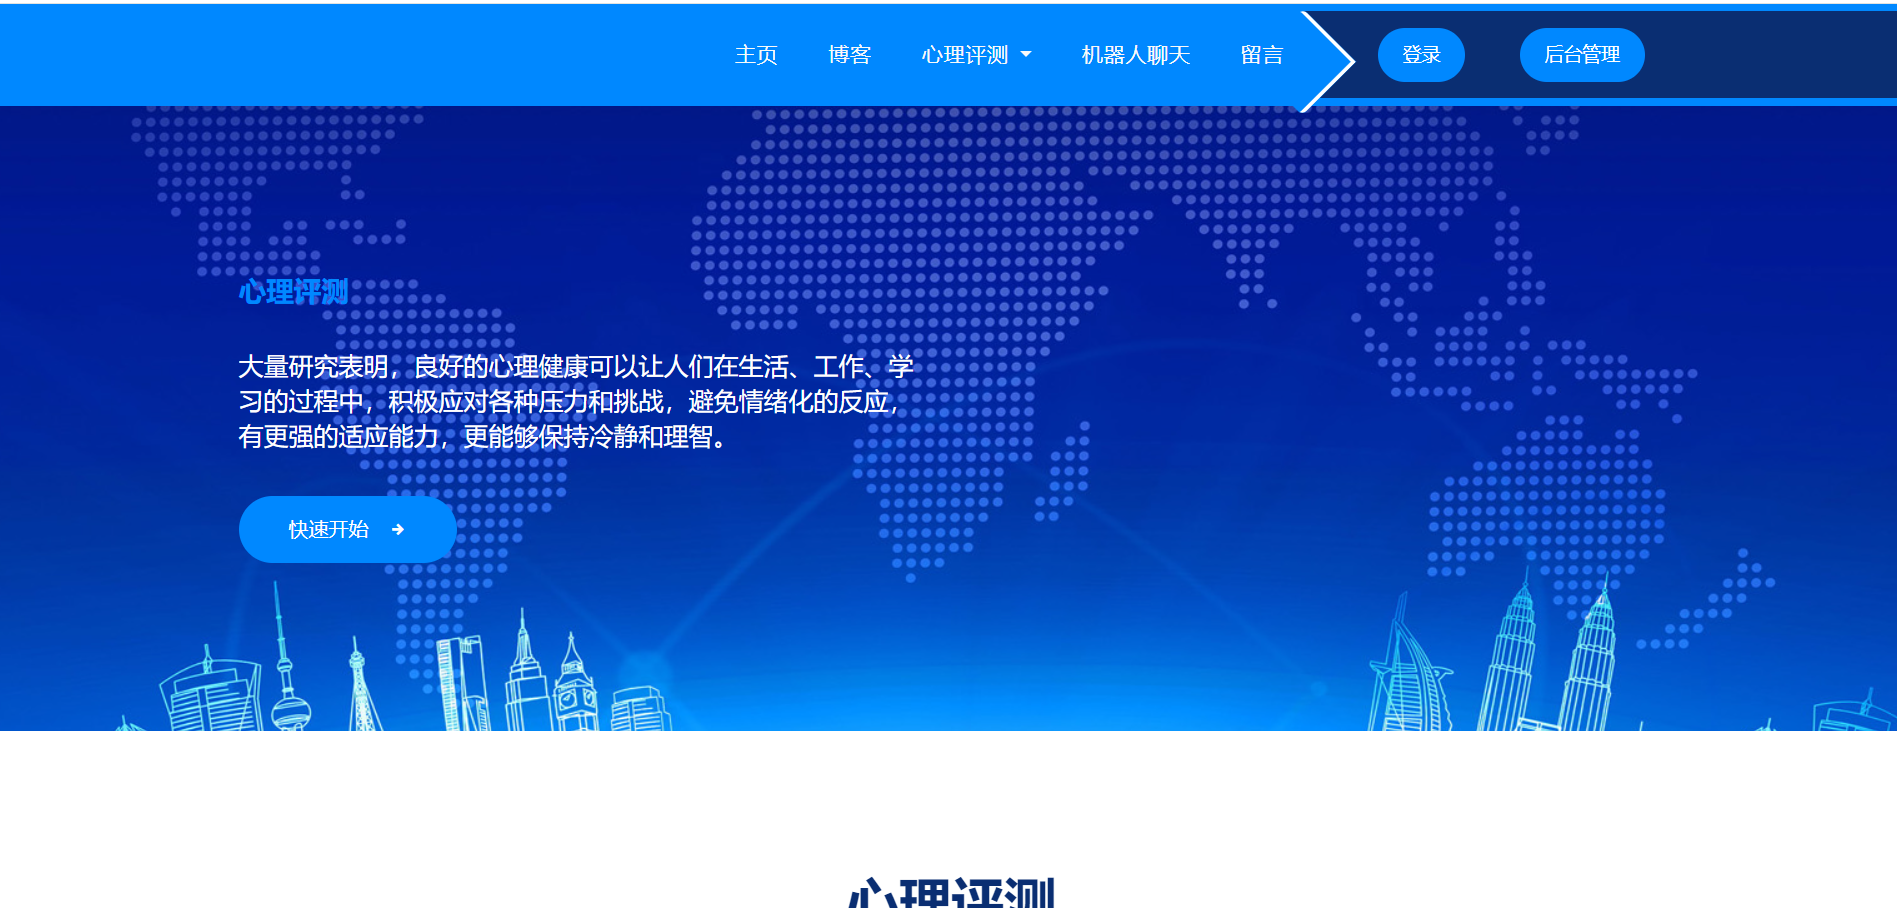 主页 博客 心理评测 机器人聊天 留言 登录 后台管理
心理评测
大量研究表明，良好的心理健康可以让人们在生活、工作、学
习的过程中，积极应对各种压力和挑战，避免情绪化的反应，
有更强的适应能力，更能够保持冷静和理智。
快速开始
心理评测